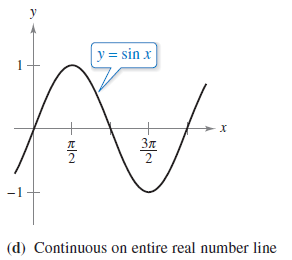 y
y = sin x
1
x
π/2
3π/2
−1
(d) Continuous on entire real number line